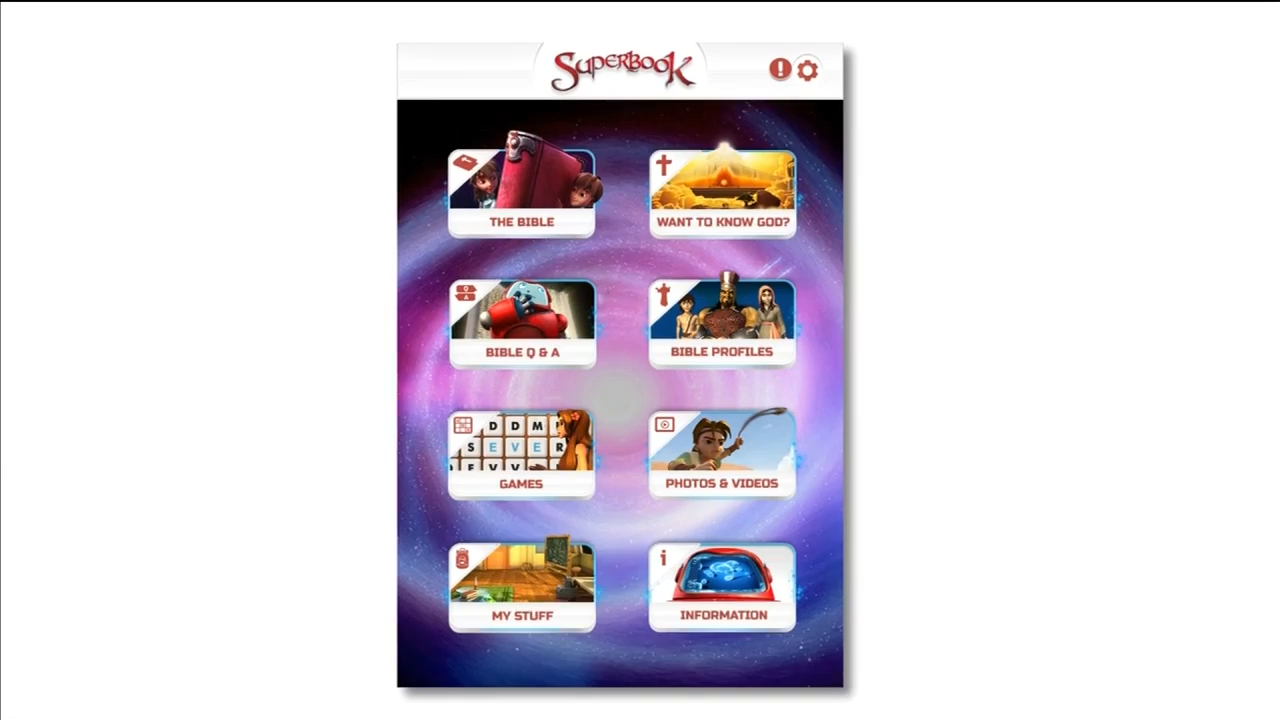 SUPERBOOK
THE BIBLE
WANT TO KNOW GOD?
Q
A
BIBLE Q & A
BIBLE PROFILES
D D M
S E V E R
E V V
GAMES
PHOTOS & VIDEOS
MY STUFF
i
INFORMATION